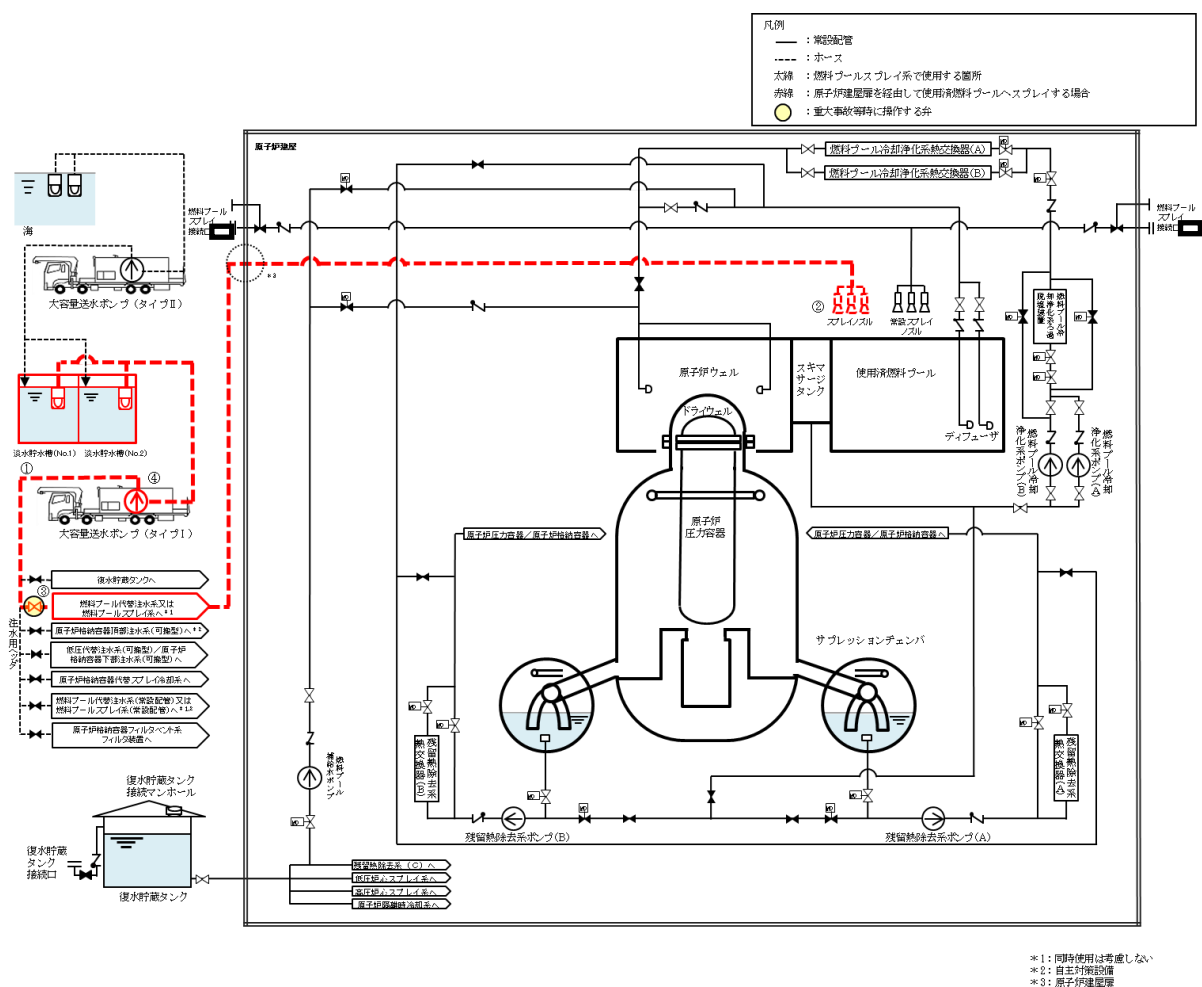 凡例
：常設配管
：ホース
太線 ：燃料プールスプレイ系で使用する箇所
赤線 ：原子炉建屋扉を経由して使用済燃料プールへスプレイする場合
：重大事故等時に操作する弁
原子炉建屋
燃料プール冷却浄化系熱交換器(A)
燃料プール冷却浄化系熱交換器(B)
海
燃料プール
スプレイ
接続口
燃料プール
スプレイ
接続口
＊3
大容量送水ポンプ（タイプⅡ）
②
スプレイノズル
常設スプレイ
ノズル
燃料プール冷
却浄化系ろ過
脱塩装置
原子炉ウェル
スキマ
サージ
タンク
使用済燃料プール
ドライウェル
ディフューザ
燃料プール冷却
浄化系ポンプ(B)
燃料プール冷却
浄化系ポンプ(A)
淡水貯水槽(No.1)
淡水貯水槽(No.2)
①
④
大容量送水ポンプ（タイプⅠ）
原子炉
圧力容器
原子炉圧力容器／原子炉格納容器へ
原子炉圧力容器／原子炉格納容器へ
復水貯蔵タンクへ
③
燃料プール代替注水系又は
燃料プールスプレイ系へ＊1
注水用ヘッダ
原子炉格納容器頂部注水系(可搬型)へ＊2
低圧代替注水系(可搬型)／原子炉
格納容器下部注水系(可搬型)へ
原子炉格納容器代替スプレイ冷却系へ
燃料プール代替注水系(常設配管)又は
燃料プールスプレイ系(常設配管)へ＊1,2
原子炉格納容器フィルタベント系
フィルタ装置へ
サプレッションチェンバ
残留熱除去系
熱交換器(B)
残留熱除去系
熱交換器(A)
燃料プール
補給水ポンプ
残留熱除去系ポンプ(B)
残留熱除去系ポンプ(A)
復水貯蔵タンク
接続マンホール
復水貯蔵
タンク
接続口
復水貯蔵タンク
残留熱除去系（C）へ
低圧炉心スプレイ系へ
高圧炉心スプレイ系へ
原子炉隔離時冷却系へ
＊1：同時使用は考慮しない
＊2：自主対策設備
＊3：原子炉建屋扉